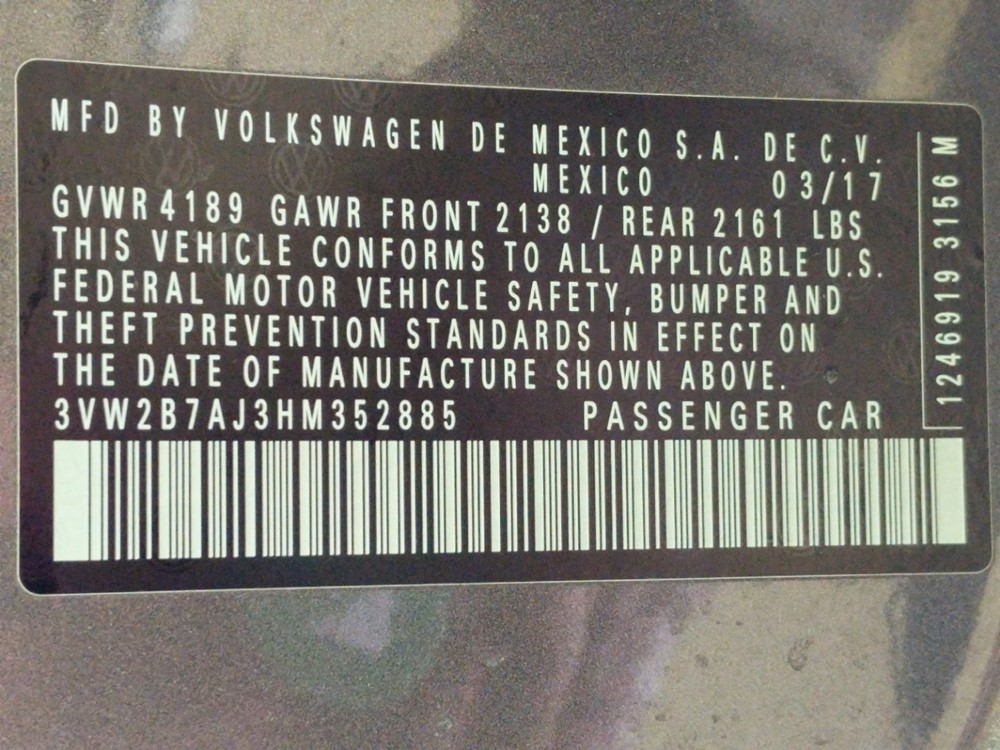 MFD BY VOLKSWAGEN DE MEXICO S.A. DE C.V.
MEXICO 03/17
GVWR 4189 GAWR FRONT 2138 / REAR 2161 LBS
THIS VEHICLE CONFORMS TO ALL APPLICABLE U.S.
FEDERAL MOTOR VEHICLE SAFETY, BUMPER AND
THEFT PREVENTION STANDARDS IN EFFECT ON
THE DATE OF MANUFACTURE SHOWN ABOVE.
3VW2B7AJ3HM352885 PASSENGER CAR
1246919 3156 M